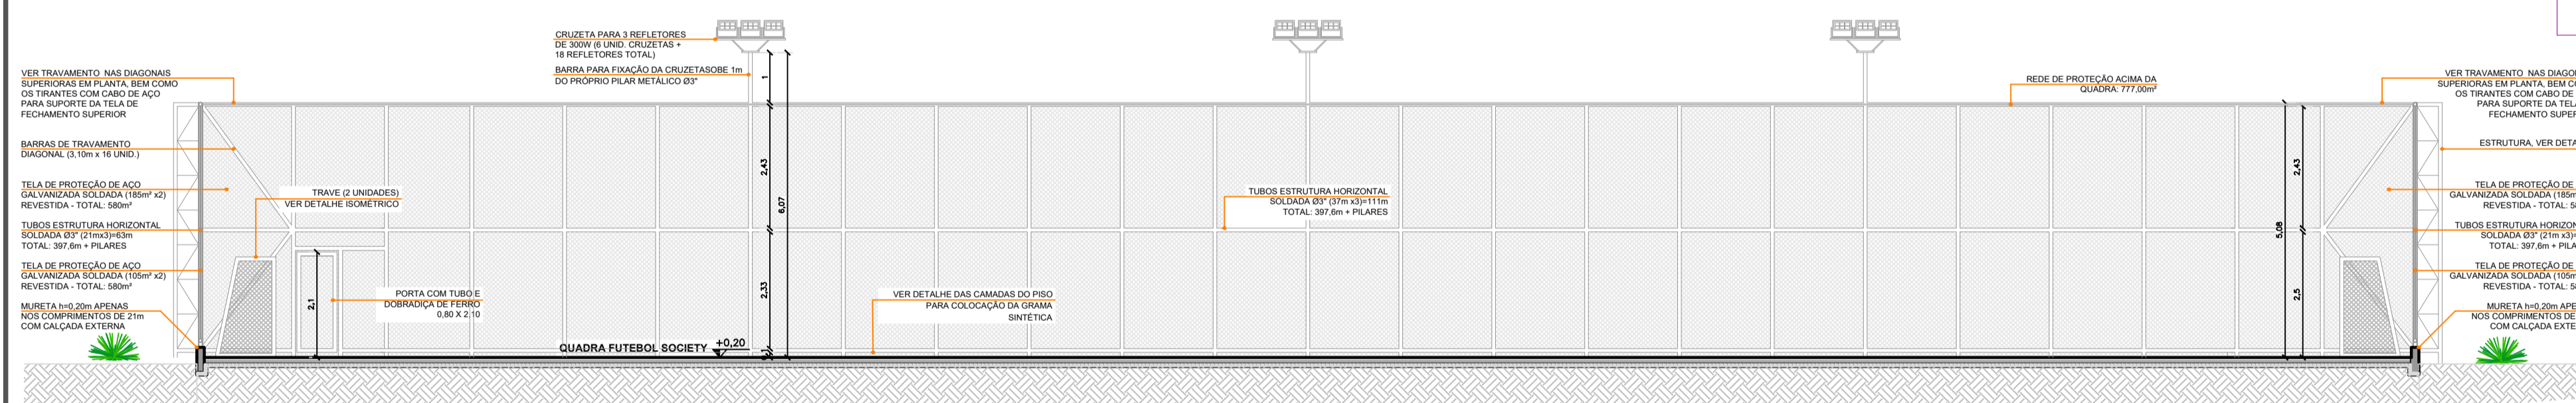 CRUZETA PARA 3 REFLETORES
DE 300W (6 UNID. CRUZETAS +
18 REFLETORES TOTAL)
BARRA PARA FIXAÇÃO DA CRUZETASOBE 1m
DO PRÓPRIO PILAR METÁLICO Ø3"
VER TRAVAMENTO NAS DIAGONAIS
SUPERIORAS EM PLANTA, BEM COMO
OS TIRANTES COM CABO DE AÇO
PARA SUPORTE DA TELA DE
FECHAMENTO SUPERIOR
BARRAS DE TRAVAMENTO
DIAGONAL (3,10m x 16 UNID.)
TELA DE PROTEÇÃO DE AÇO
GALVANIZADA SOLDADA (185m² x2)
REVESTIDA - TOTAL: 580m²
TUBOS ESTRUTURA HORIZONTAL
SOLDADA Ø3" (21mx3)=63m
TOTAL: 397,6m + PILARES
TELA DE PROTEÇÃO DE AÇO
GALVANIZADA SOLDADA (105m² x2)
REVESTIDA - TOTAL: 580m²
MURETA h=0,20m APENAS
NOS COMPRIMENTOS DE 21m
COM CALÇADA EXTERNA
TRAVE (2 UNIDADES)
VER DETALHE ISOMÉTRICO
2,1
PORTA COM TUBO E
DOBRADIÇA DE FERRO
0,80 X 2,10
QUADRA FUTEBOL SOCIETY
+0,20
1
2,43
6,07
2,33
VER DETALHE DAS CAMADAS DO PISO
PARA COLOCAÇÃO DA GRAMA
SINTÉTICA
TUBOS ESTRUTURA HORIZONTAL
SOLDADA Ø3" (37m x3)=111m
TOTAL: 397,6m + PILARES
REDE DE PROTEÇÃO ACIMA DA
QUADRA: 777,00m²
5,08
2,43
2,5
VER TRAVAMENTO NAS DIAGO
SUPERIORAS EM PLANTA, BEM C
OS TIRANTES COM CABO DE
PARA SUPORTE DA TEL
FECHAMENTO SUPE
ESTRUTURA, VER DETA
TELA DE PROTEÇÃO DE
GALVANIZADA SOLDADA (185m
REVESTIDA - TOTAL: 5
TUBOS ESTRUTURA HORIZON
SOLDADA Ø3" (21m x3)=
TOTAL: 397,6m + PILA
TELA DE PROTEÇÃO DE
GALVANIZADA SOLDADA (105m
REVESTIDA - TOTAL: 5
MURETA h=0,20m APE
NOS COMPRIMENTOS DE
COM CALÇADA EXTE